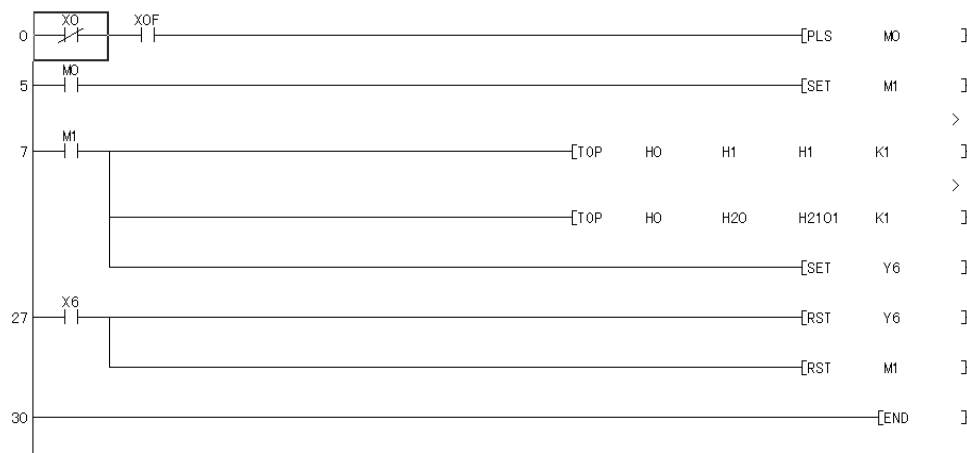 X0 X0F
0 [PLS M0 ]
M0
5 [SET M1 ]
>
M1
7 [TOP H0 H1 H1 K1 ]
>
[TOP H0 H20 H2101 K1 ]
[SET Y6 ]
X6
27 [RST Y6 ]
[RST M1 ]
30 [END ]